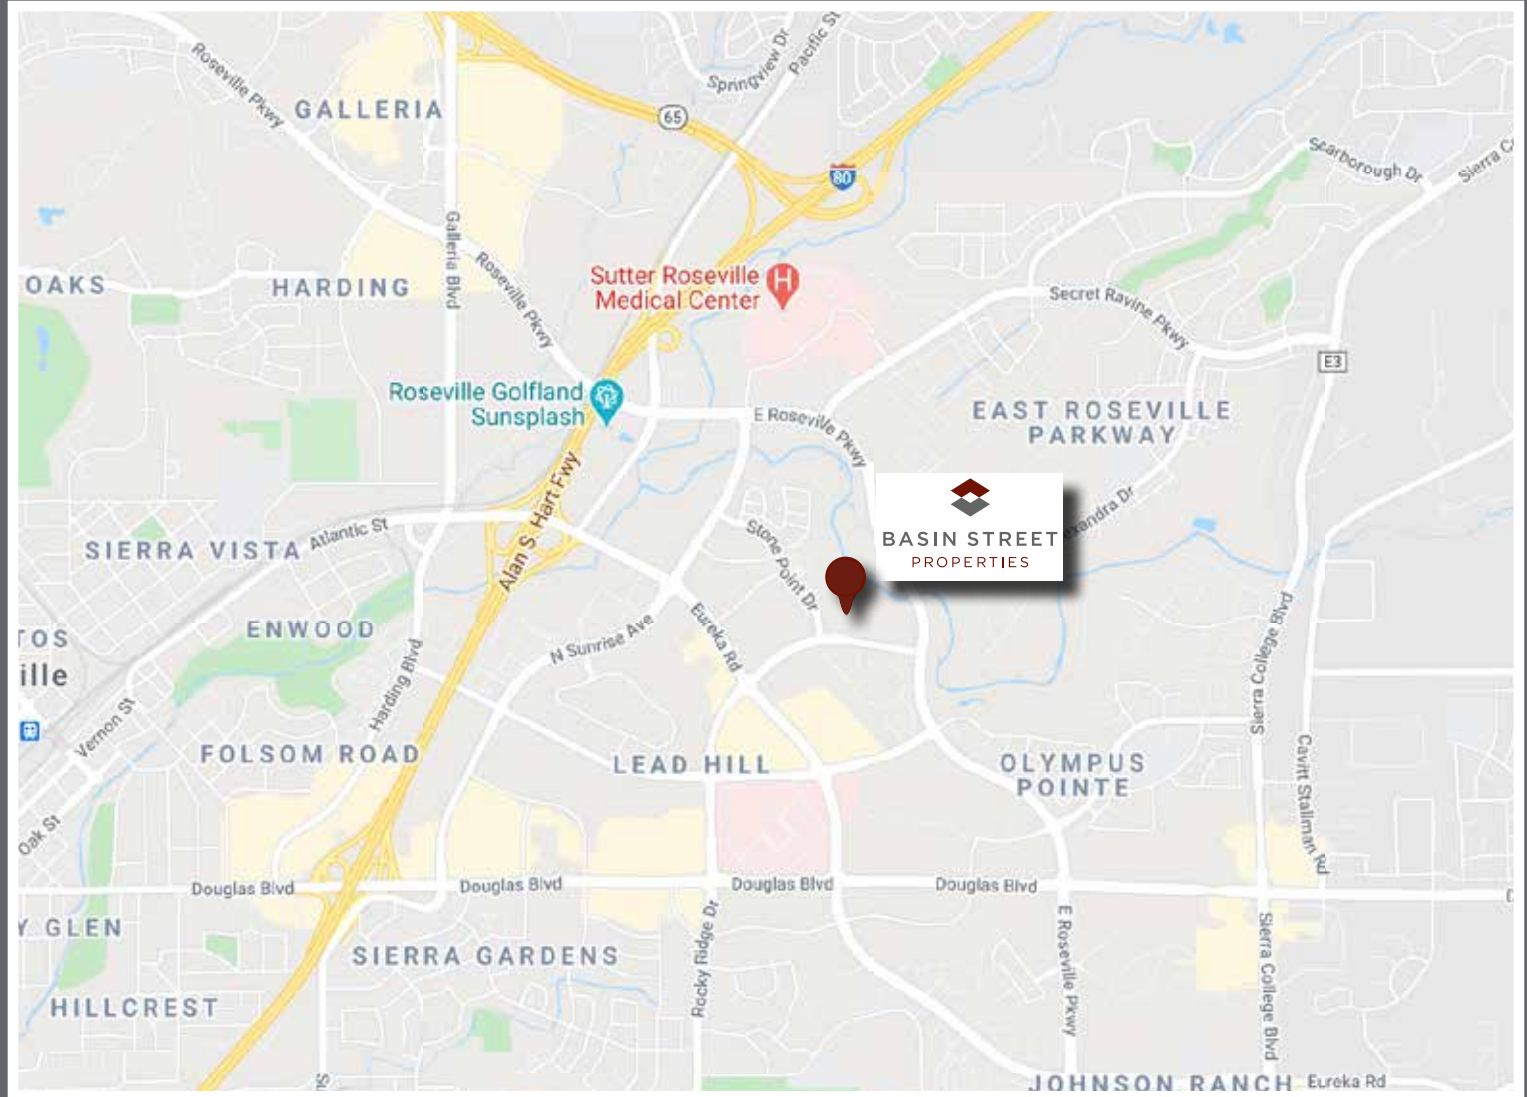 Roseville Pkwy
GALLERIA
65
Springview Dr
Pacific St
80
Scarborough Dr
Sierra C
Galleria Blvd
Roseville Pkwy
OAKS
HARDING
Sutter Roseville
Medical Center
H
Secret Ravine Pkwy
E3
Roseville Golfland
Sunsplash
E Roseville Pkwy
EAST ROSEVILLE
PARKWAY
Alan S. Hart Fwy
BASIN STREET
PROPERTIES
exandra Dr
Atlantic St
SIERRA VISTA
Stone Point Dr
ENWOOD
N Sunrise Ave
Eureka Rd
Harding Blvd
Sierra College Blvd
TOS
ille
Vernon St
FOLSOM ROAD
LEAD HILL
OLYMPUS
POINTE
Cavitt Stallman Rd
Oak St
Douglas Blvd
Douglas Blvd
Douglas Blvd
Douglas Blvd
Y GLEN
SIERRA GARDENS
Rocky Ridge Dr
E Roseville Pkwy
Sierra College Blvd
HILLCREST
JOHNSON RANCH
Eureka Rd